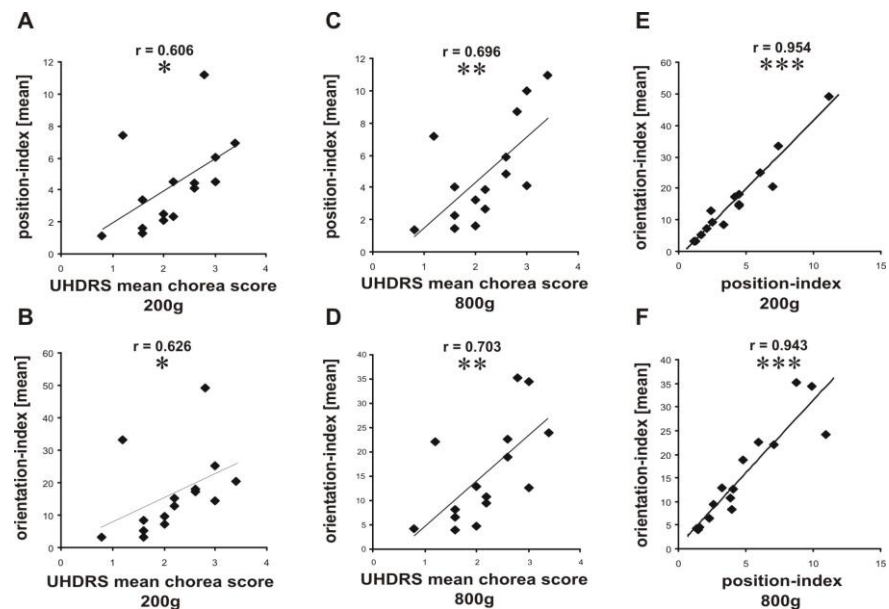 A
r = 0.606
*
position-index [mean]
12
10
8
6
4
2
0
0 1 2 3 4
UHDRS mean chorea score
200g
C
r = 0.696
**
position-index [mean]
12
10
8
6
4
2
0
0 1 2 3 4
UHDRS mean chorea score
800g
E
r = 0.954
***
orientation-index [mean]
60
50
40
30
20
10
0
0 5 10 15
position-index
200g
B
r = 0.626
*
orientation-index [mean]
60
50
40
30
20
10
0
0 1 2 3 4
UHDRS mean chorea score
200g
D
r = 0.703
**
orientation-index [mean]
40
35
30
25
20
15
10
5
0
0 1 2 3 4
UHDRS mean chorea score
800g
F
r = 0.943
***
orientation-index [mean]
40
35
30
25
20
15
10
5
0
0 5 10 15
position-index
800g